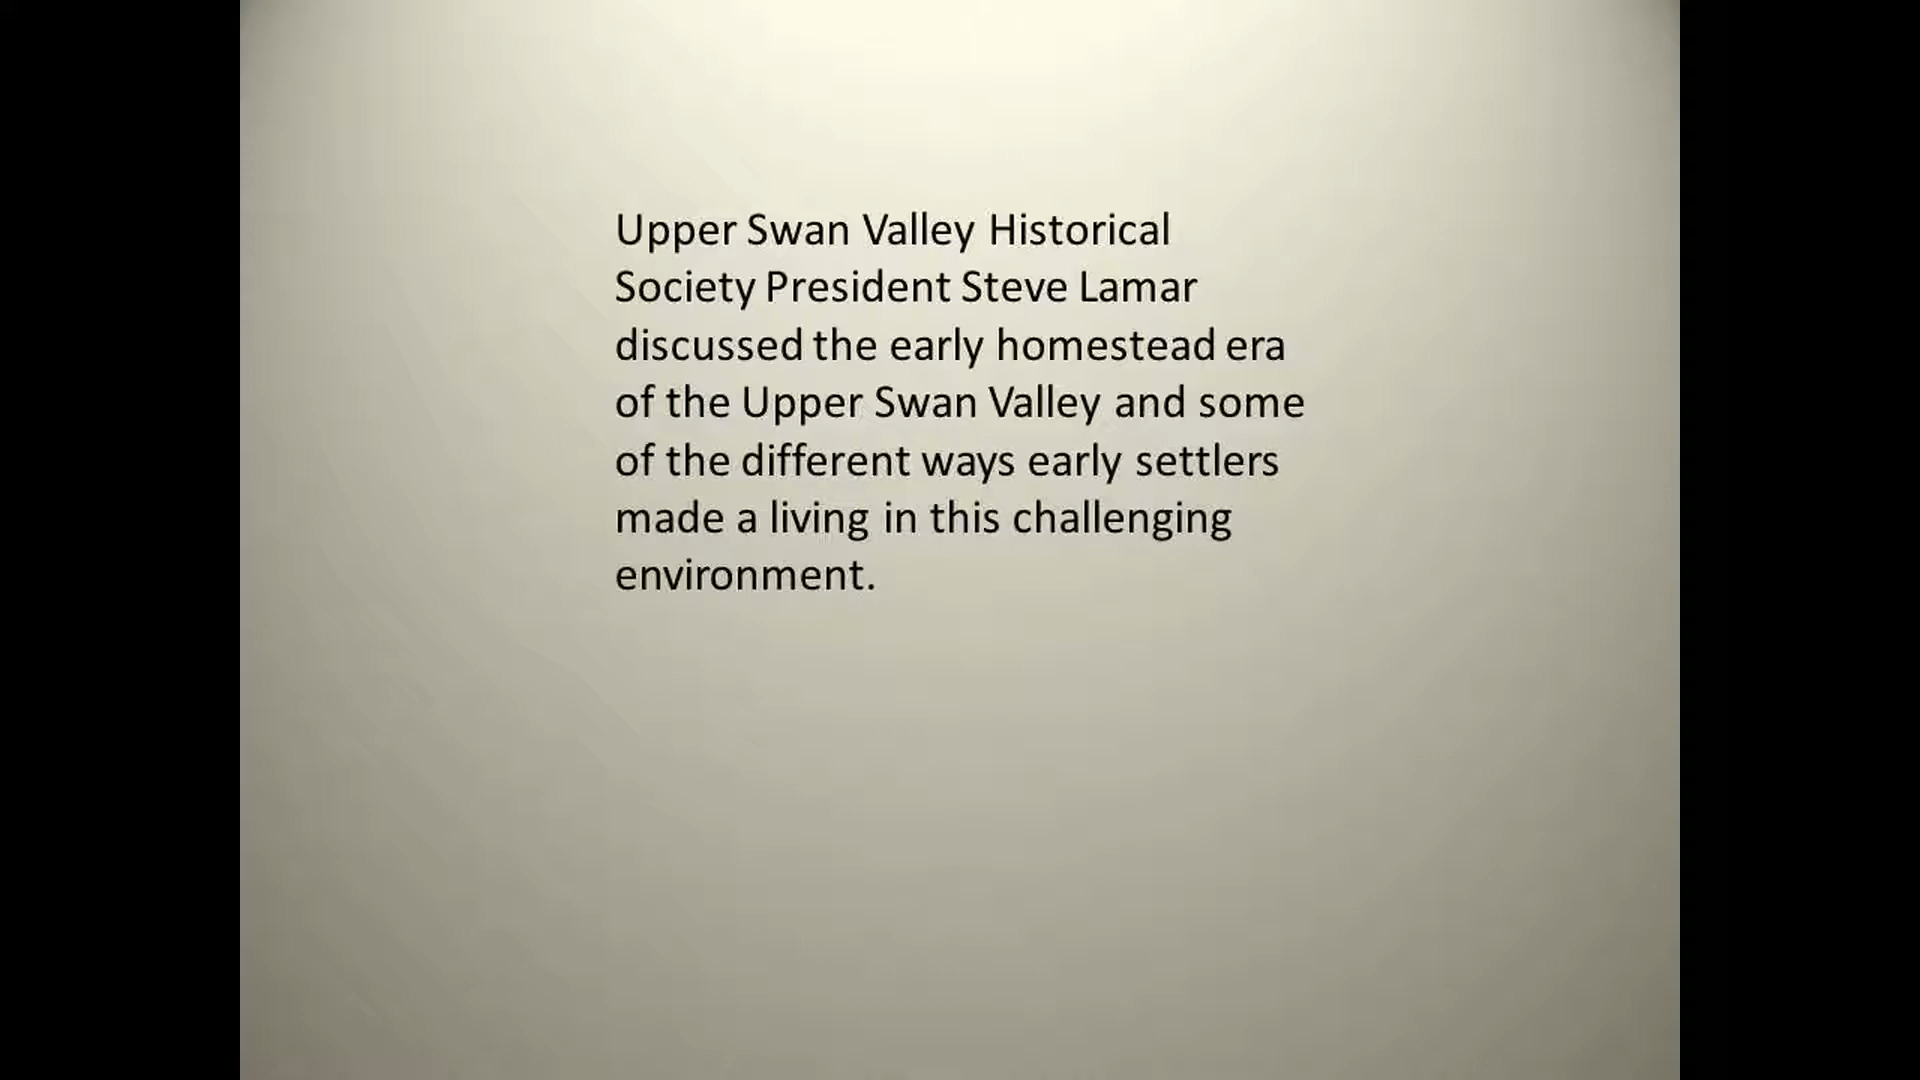 Upper Swan Valley Historical
Society President Steve Lamar
discussed the early homestead era
of the Upper Swan Valley and some
of the different ways early settlers
made a living in this challenging
environment.